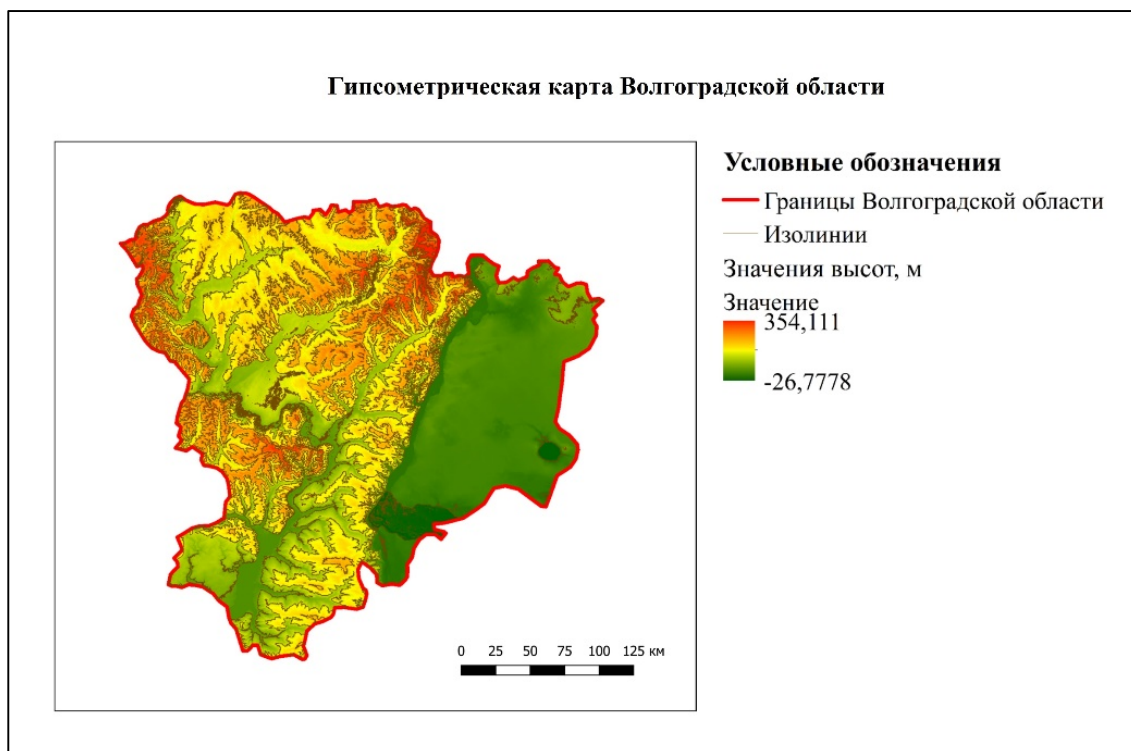 Гипсометрическая карта Волгоградской области
Условные обозначения
Границы Волгоградской области
Изолинии
Значения высот, м
Значение
354,111
-26,7778
0 25 50 75 100 125 км